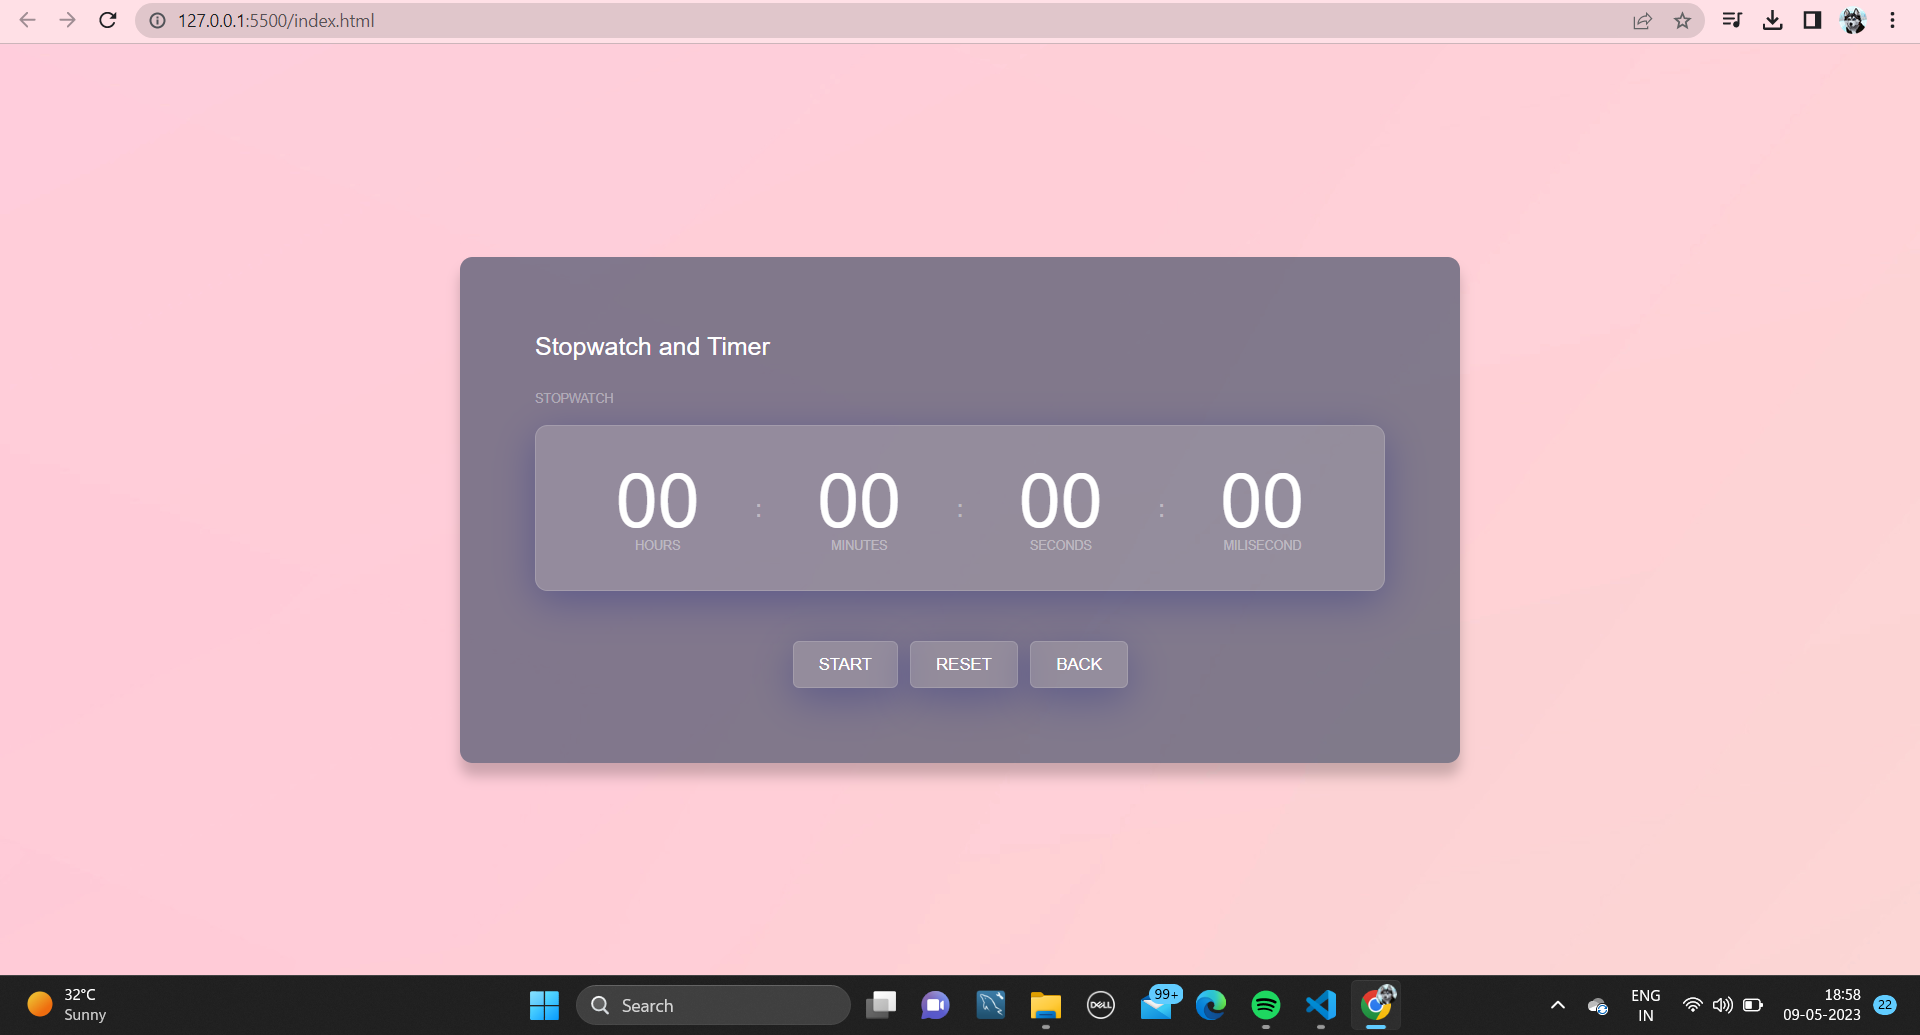 127.0.0.1:5500/index.html
Stopwatch and Timer
STOPWATCH
00 : 00 : 00 : 00
HOURS MINUTES SECONDS MILISECOND
START RESET BACK
32°C
Sunny
Search
DELL
99+
ENG
IN
18:58
09-05-2023
22